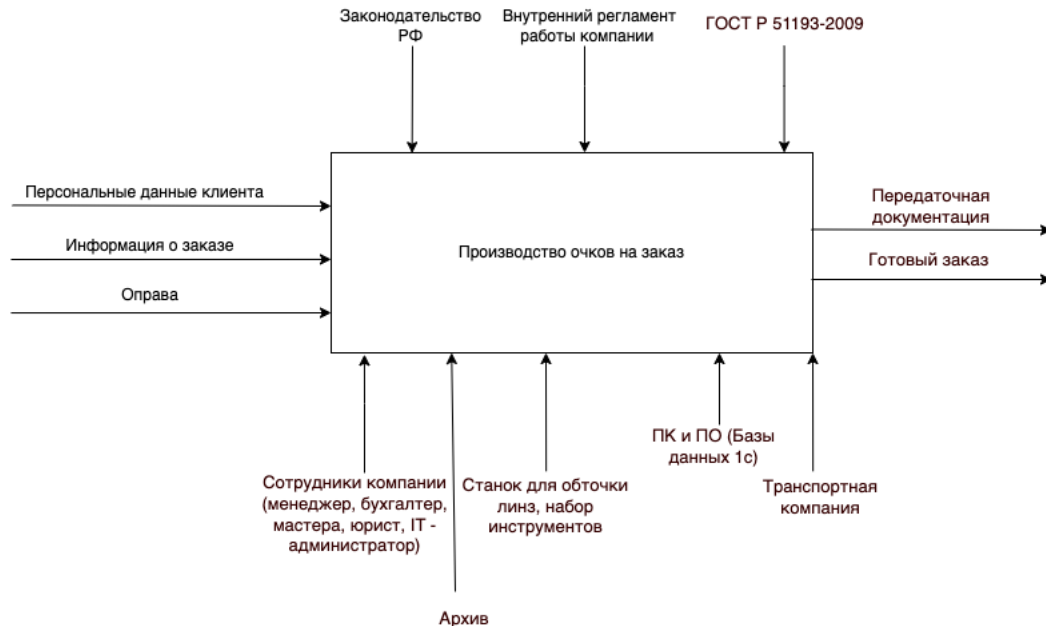 Законодательство
РФ
Внутренний регламент
работы компании
ГОСТ Р 51193-2009
Персональные данные клиента
Информация о заказе
Оправа
Производство очков на заказ
Передаточная
документация
Готовый заказ
Сотрудники компании
(менеджер, бухгалтер,
мастера, юрист, IT -
администратор)
Архив
Станок для обточки
линз, набор
инструментов
ПК и ПО (Базы
данных 1с)
Транспортная
компания